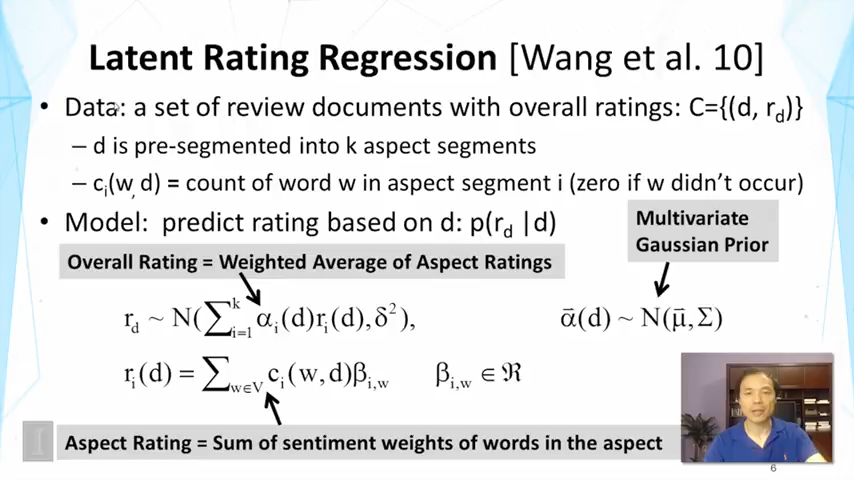 Latent Rating Regression [Wang et al. 10]
• Data: a set of review documents with overall ratings: C={(d, r_d)}
– d is pre-segmented into k aspect segments
– c_i(w, d) = count of word w in aspect segment i (zero if w didn't occur)
• Model: predict rating based on d: p(r_d |d)
Multivariate
Gaussian Prior
Overall Rating = Weighted Average of Aspect Ratings
r_d ~ N(∑_{i=1}^{k} α_i(d)r_i(d), δ²),
α⃗(d) ~ N(μ⃗, Σ)
r_i(d) = ∑_{w∈V} c_i(w, d)β_{i,w}    β_{i,w} ∈ ℜ
Aspect Rating = Sum of sentiment weights of words in the aspect
I
6